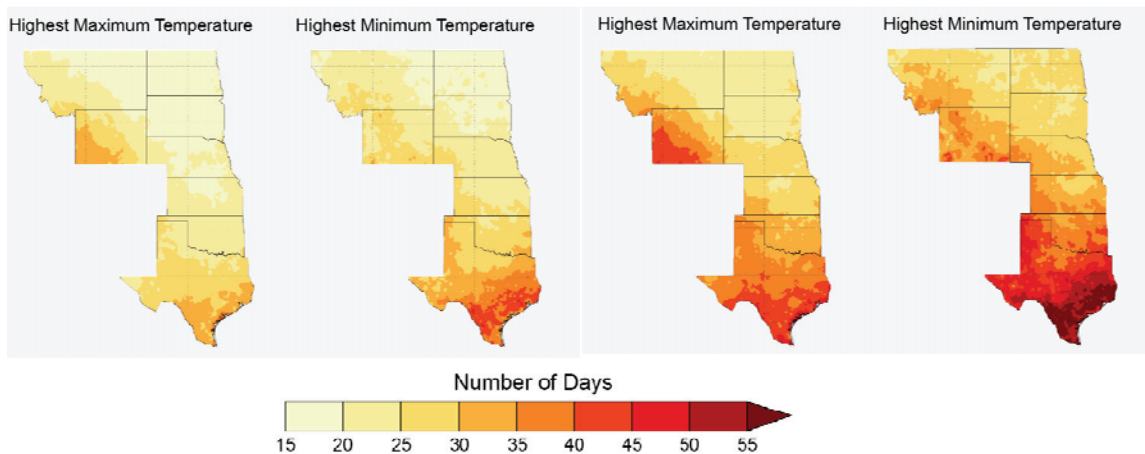 Highest Maximum Temperature
Highest Minimum Temperature
Highest Maximum Temperature
Highest Minimum Temperature
Number of Days
15 20 25 30 35 40 45 50 55